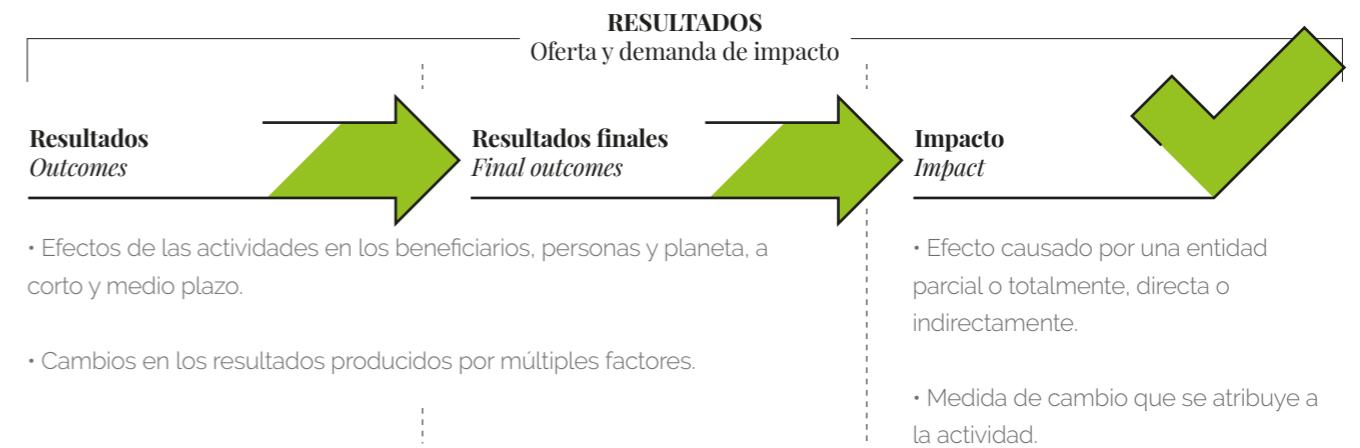 RESULTADOS
Oferta y demanda de impacto
Resultados
Outcomes
Resultados finales
Final outcomes
Impacto
Impact
• Efectos de las actividades en los beneficiarios, personas y planeta, a
corto y medio plazo.
• Cambios en los resultados producidos por múltiples factores.
• Efecto causado por una entidad
parcial o totalmente, directa o
indirectamente.
• Medida de cambio que se atribuye a
la actividad.